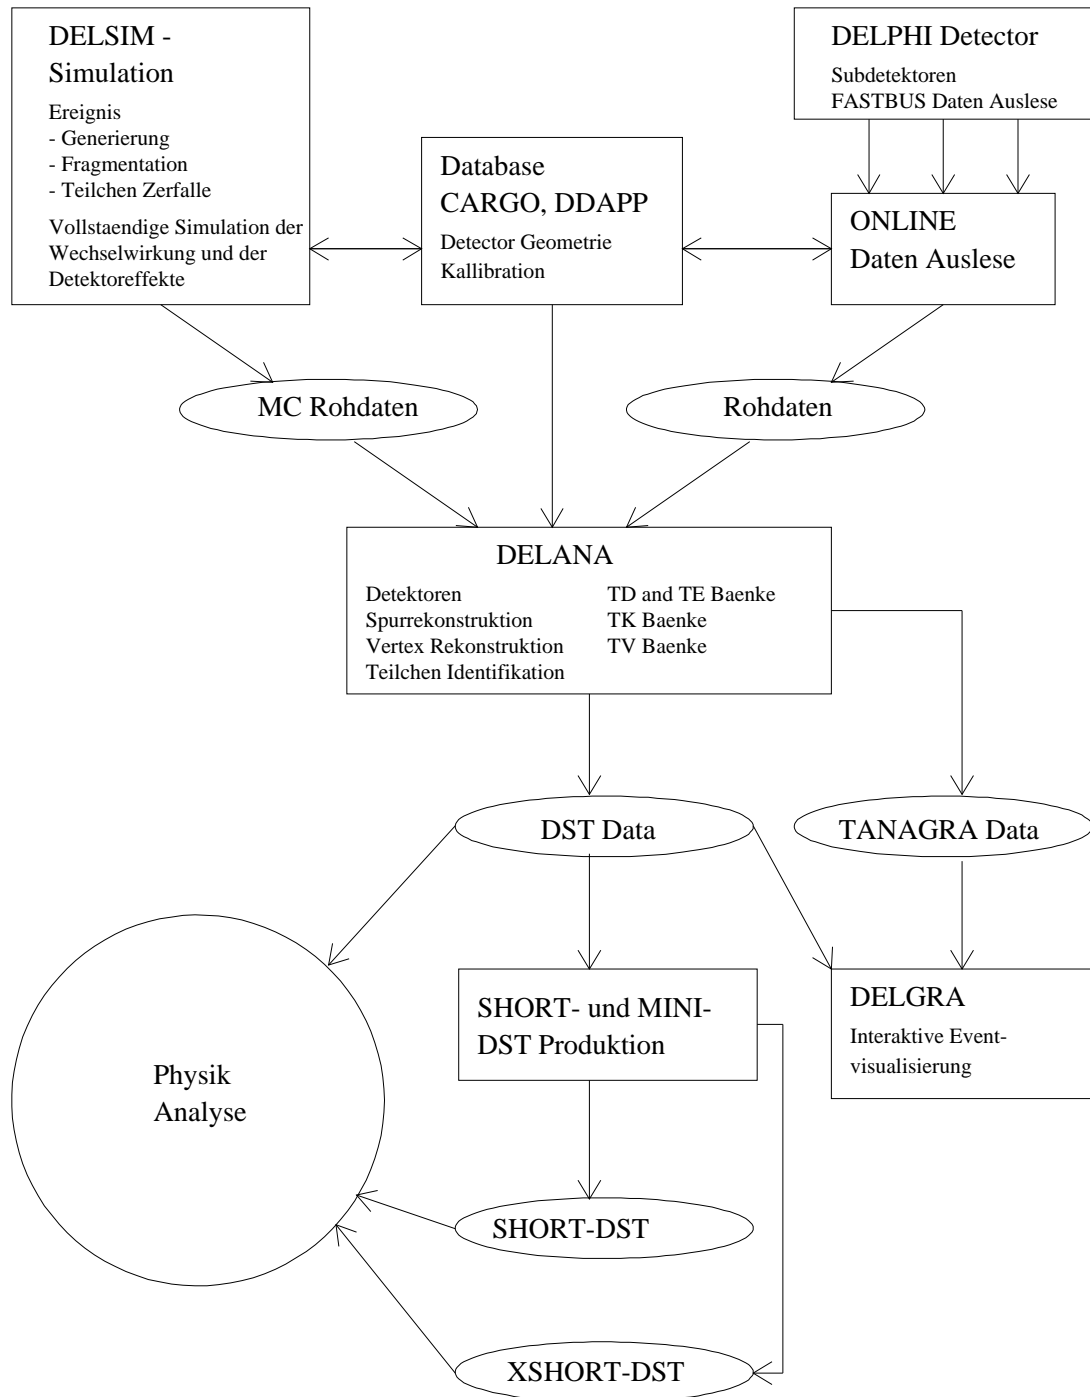 DELSIM -
Simulation
Ereignis
- Generierung
- Fragmentation
- Teilchen Zerfalle
Vollstaendige Simulation der
Wechselwirkung und der
Detektoreffekte
DELPHI Detector
Subdetektoren
FASTBUS Daten Auslese
Database
CARGO, DDAPP
Detector Geometrie
Kallibration
ONLINE
Daten Auslese
MC Rohdaten
Rohdaten
DELANA
Detektoren
Spurrekonstruktion
Vertex Rekonstruktion
Teilchen Identifikation
TD and TE Baenke
TK Baenke
TV Baenke
DST Data
TANAGRA Data
SHORT- und MINI-
DST Produktion
DELGRA
Interaktive Event-
visualisierung
Physik
Analyse
SHORT-DST
XSHORT-DST